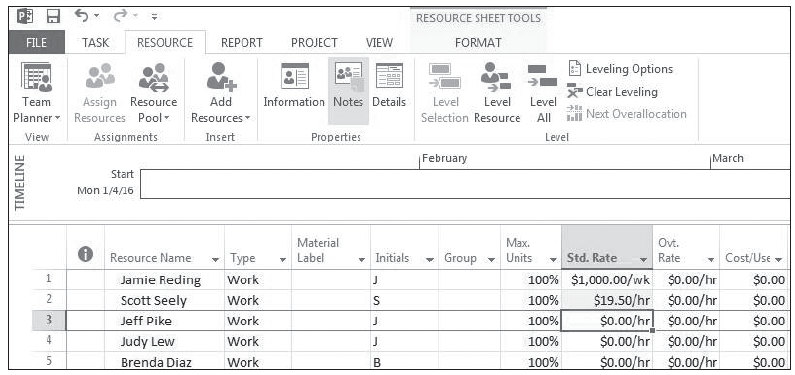 RESOURCE SHEET TOOLS
FILE TASK RESOURCE REPORT PROJECT VIEW FORMAT
Team Planner
Assign Resources
Resource Pool
Add Resources
Information
Notes
Details
Level Selection
Level Resource
Level All
Leveling Options
Clear Leveling
Next Overallocation
View Assignments Insert Properties Level
TIMELINE
February March
Start
Mon 1/4/16
Resource Name Type Material Label Initials Group Max. Units Std. Rate Ovt. Rate Cost/Use
1 Jamie Reding Work J 100% $1,000.00/wk $0.00/hr $0.00
2 Scott Seely Work S 100% $19.50/hr $0.00/hr $0.00
3 Jeff Pike Work J 100% $0.00/hr $0.00/hr $0.00
4 Judy Lew Work J 100% $0.00/hr $0.00/hr $0.00
5 Brenda Diaz Work B 100% $0.00/hr $0.00/hr $0.00